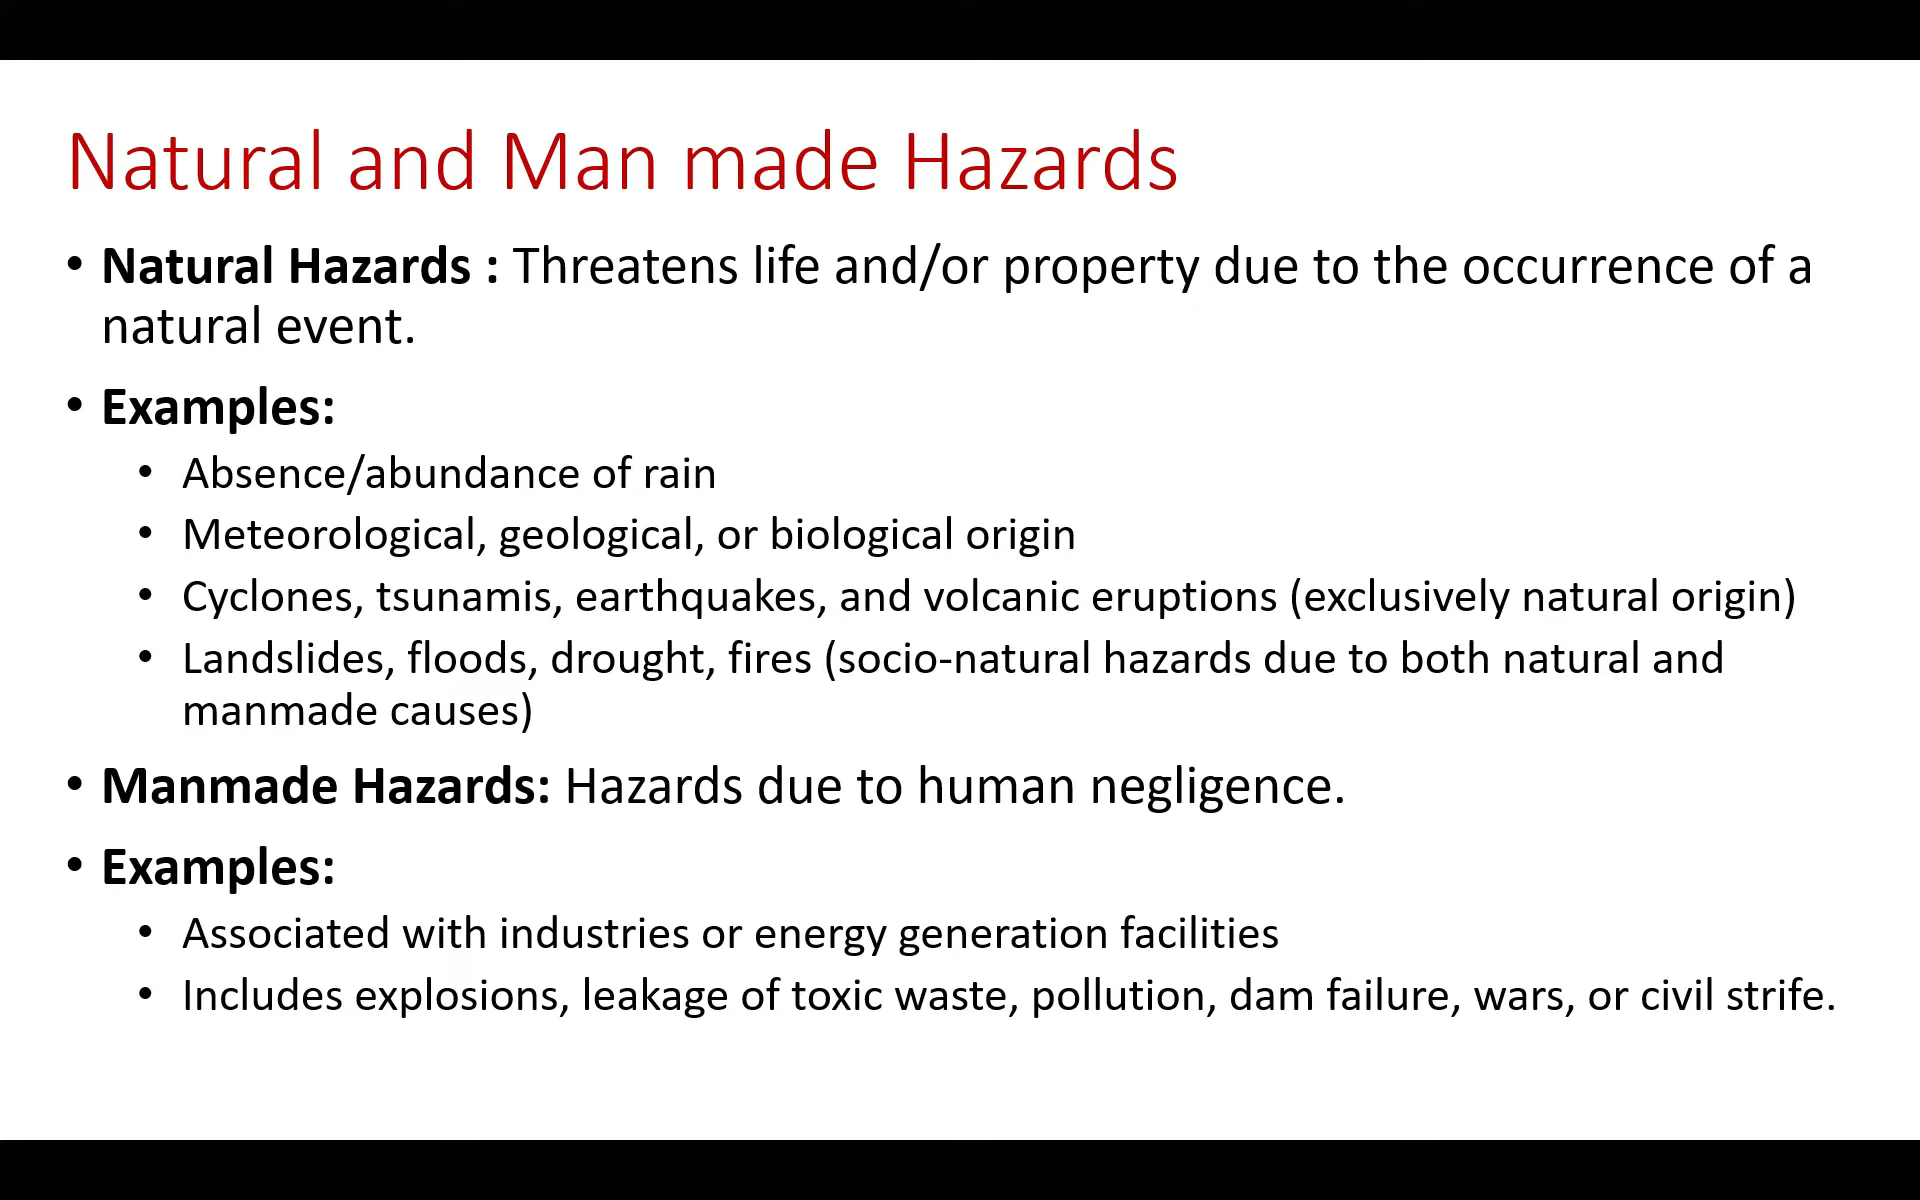 Natural and Man made Hazards
• Natural Hazards : Threatens life and/or property due to the occurrence of a
natural event.
• Examples:
• Absence/abundance of rain
• Meteorological, geological, or biological origin
• Cyclones, tsunamis, earthquakes, and volcanic eruptions (exclusively natural origin)
• Landslides, floods, drought, fires (socio-natural hazards due to both natural and
manmade causes)
• Manmade Hazards: Hazards due to human negligence.
• Examples:
• Associated with industries or energy generation facilities
• Includes explosions, leakage of toxic waste, pollution, dam failure, wars, or civil strife.